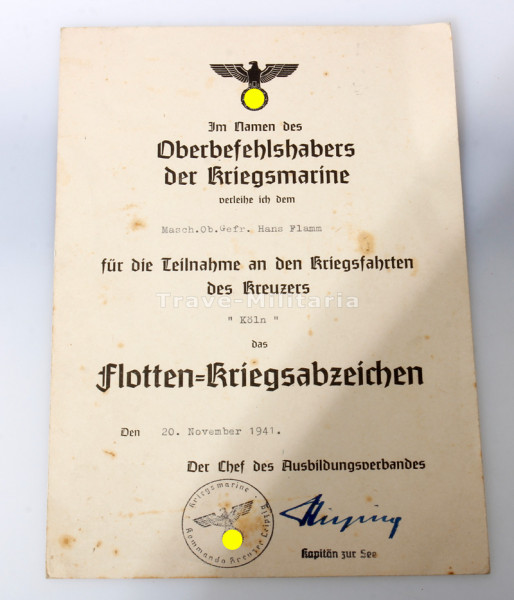 Im Namen des
Oberbefehlshabers
der Kriegsmarine
verleihe ich dem
Masch.Ob.Gefr. Hans Flamm
für die Teilnahme an den Kriegsfahrten
des Kreuzers
Trave-Militaria
" Köln "
das
Flotten=Kriegsabzeichen
Den 20. November 1941.
Der Chef des Ausbildungsverbandes
Kriegsmarine
Kommando Kreuzer
Kapitän zur See